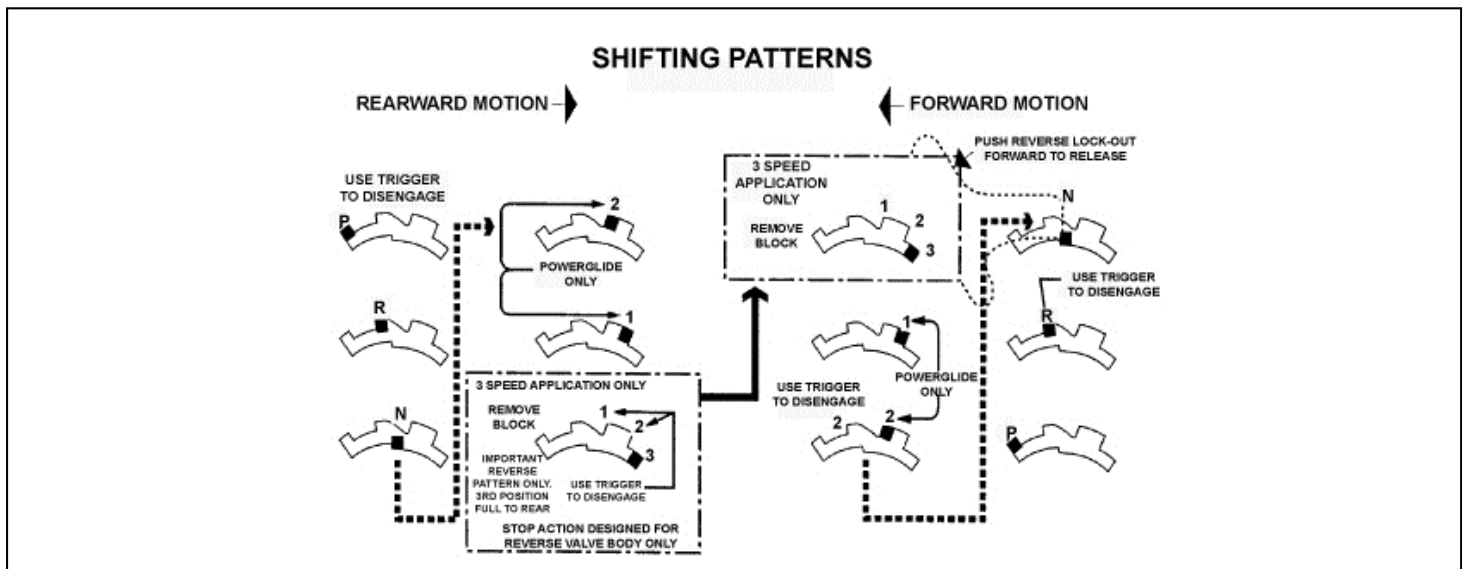 SHIFTING PATTERNS
REARWARD MOTION
FORWARD MOTION
USE TRIGGER
TO DISENGAGE
P
R
N
2
POWERGLIDE
ONLY
1
3 SPEED APPLICATION ONLY
REMOVE
BLOCK
1
2
3
IMPORTANT
REVERSE
PATTERN ONLY.
3RD POSITION
FULL TO REAR
USE TRIGGER
TO DISENGAGE
STOP ACTION DESIGNED FOR
REVERSE VALVE BODY ONLY
3 SPEED
APPLICATION
ONLY
REMOVE
BLOCK
1
2
3
PUSH REVERSE LOCK-OUT
FORWARD TO RELEASE
1
POWERGLIDE
ONLY
USE TRIGGER
TO DISENGAGE
2
2
N
USE TRIGGER
TO DISENGAGE
R
P